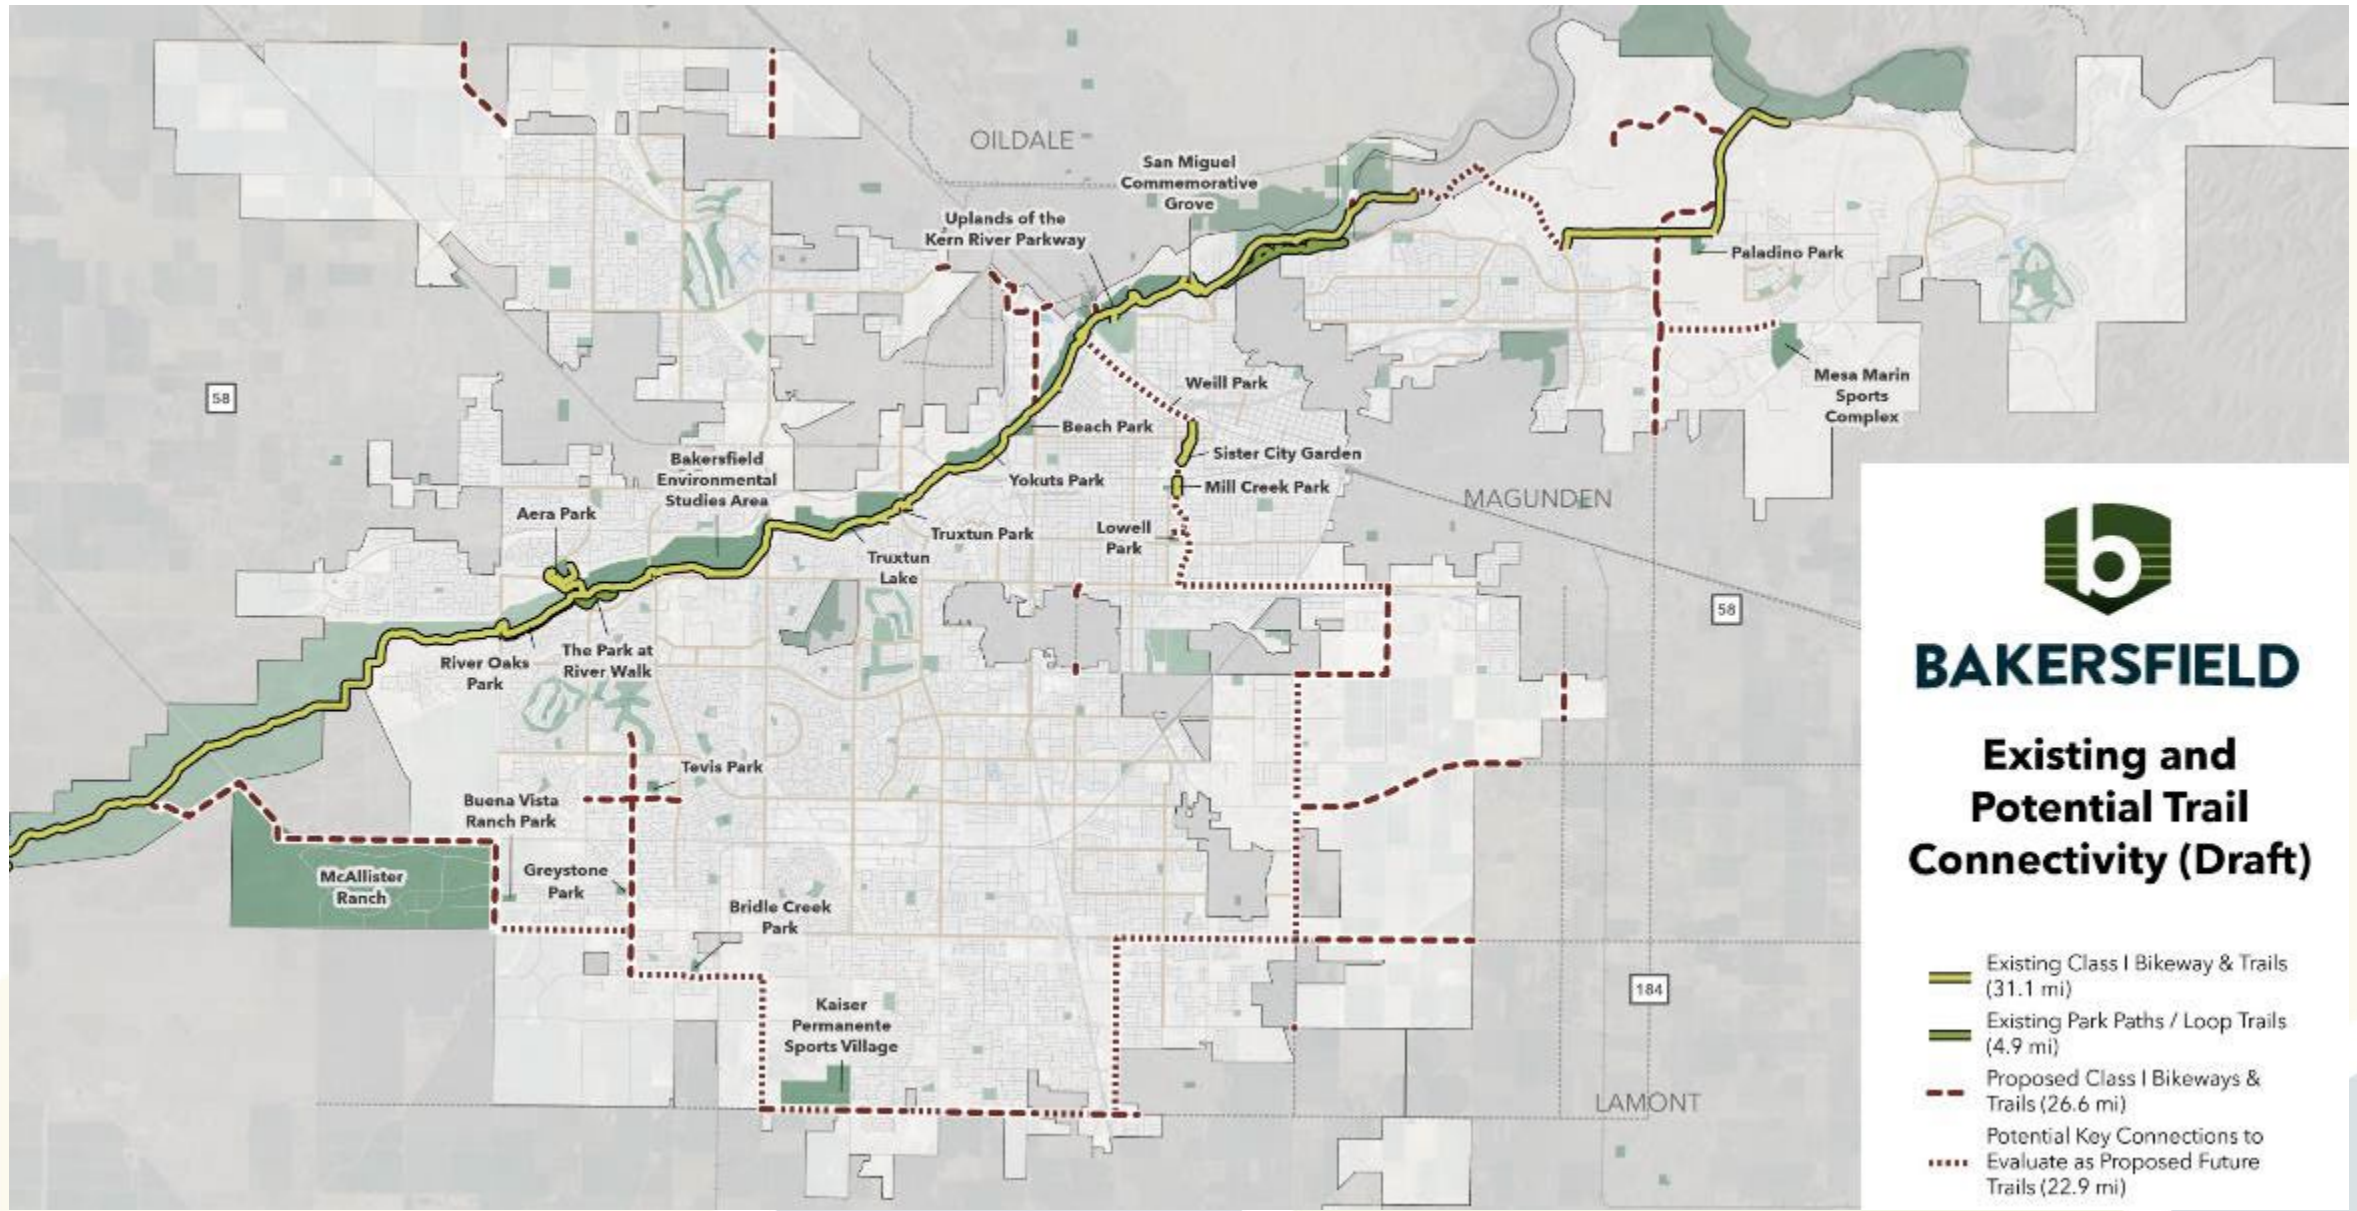 OILDALE
San Miguel
Commemorative
Grove
Uplands of the
Kern River Parkway
Paladino Park
58
Weill Park
Mesa Marin
Sports
Complex
Beach Park
Bakersfield
Environmental
Studies Area
Sister City Garden
Yokuts Park
Mill Creek Park
MAGUNDEN
Aera Park
Truxtun Park
Lowell
Park
Truxtun
Lake
58
River Oaks
Park
The Park at
River Walk
Tevis Park
Buena Vista
Ranch Park
McAllister
Ranch
Greystone
Park
Bridle Creek
Park
Kaiser
Permanente
Sports Village
184
LAMONT
b
BAKERSFIELD
Existing and
Potential Trail
Connectivity (Draft)
Existing Class I Bikeway & Trails
(31.1 mi)
Existing Park Paths / Loop Trails
(4.9 mi)
Proposed Class I Bikeways &
Trails (26.6 mi)
Potential Key Connections to
Evaluate as Proposed Future
Trails (22.9 mi)